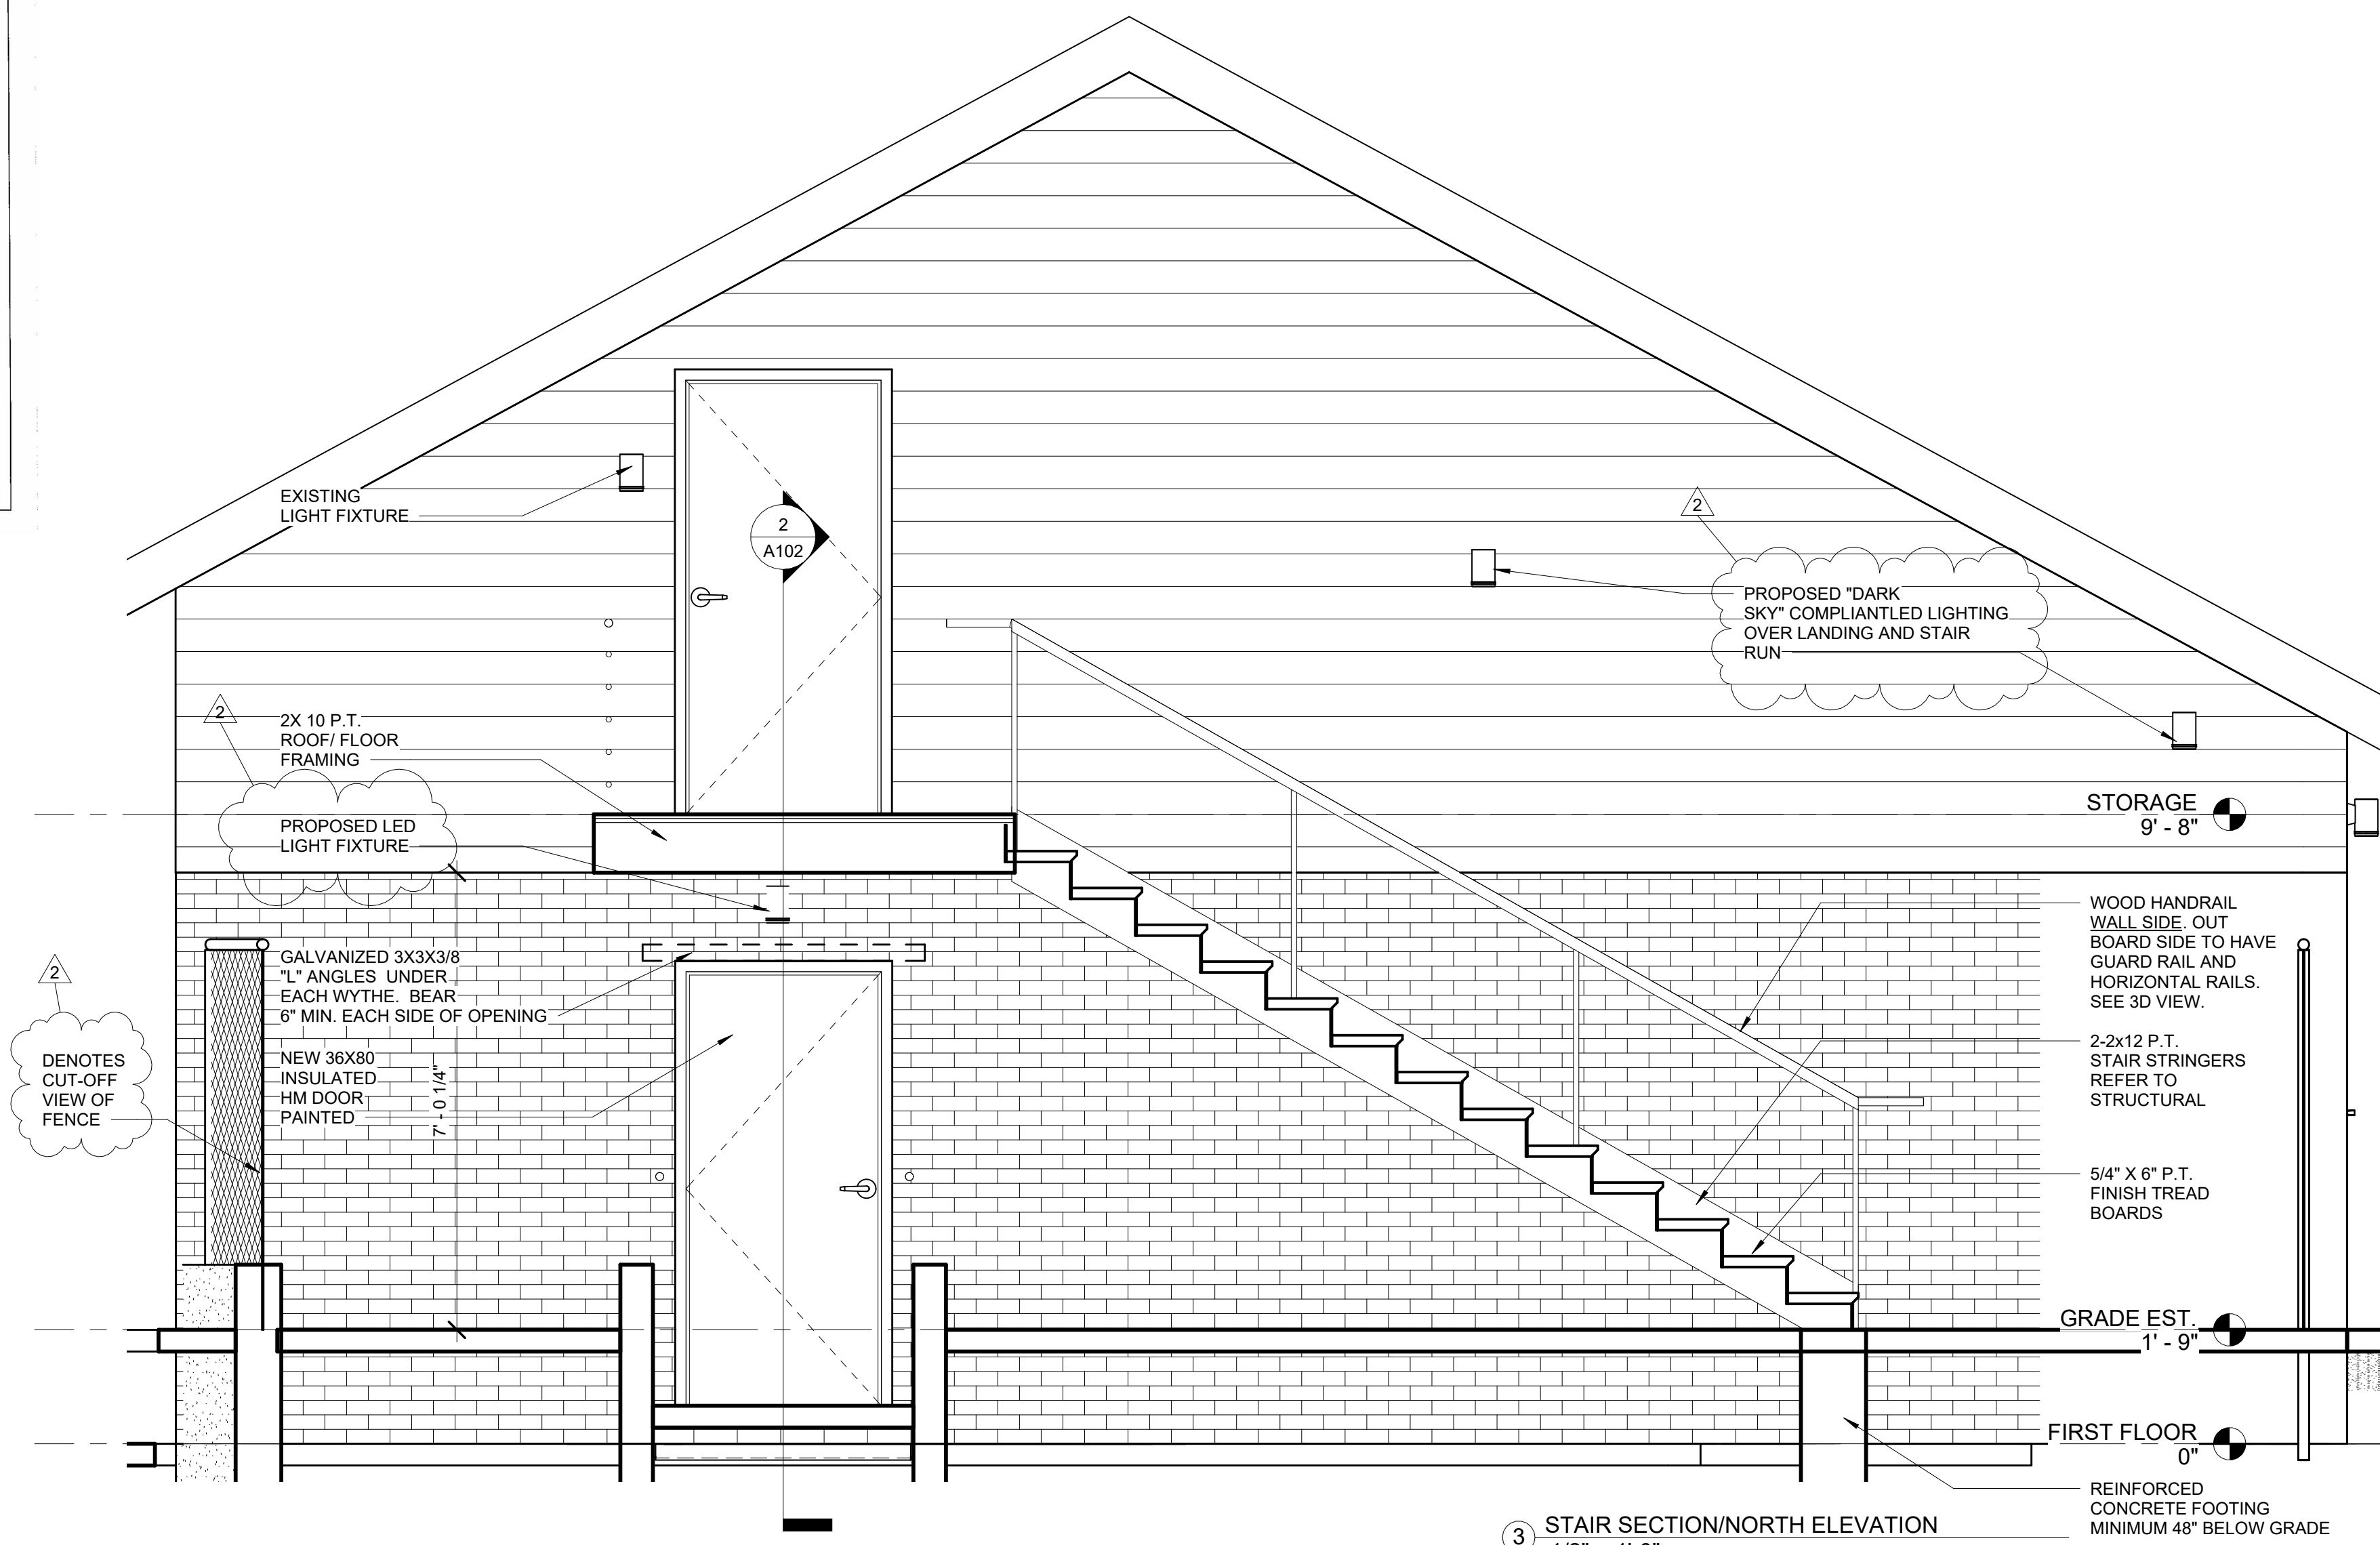 EXISTING
LIGHT FIXTURE
2
A102
2
PROPOSED "DARK
SKY" COMPLIANTLED LIGHTING
OVER LANDING AND STAIR
RUN
2
2X 10 P.T.
ROOF/ FLOOR
FRAMING
PROPOSED LED
LIGHT FIXTURE
STORAGE
9' - 8"
GALVANIZED 3X3X3/8
"L" ANGLES UNDER
EACH WYTHE. BEAR
6" MIN. EACH SIDE OF OPENING
2
DENOTES
CUT-OFF
VIEW OF
FENCE
NEW 36X80
INSULATED
HM DOOR
PAINTED
7' - 0 1/4"
WOOD HANDRAIL
WALL SIDE. OUT
BOARD SIDE TO HAVE
GUARD RAIL AND
HORIZONTAL RAILS.
SEE 3D VIEW.
2-2x12 P.T.
STAIR STRINGERS
REFER TO
STRUCTURAL
5/4" X 6" P.T.
FINISH TREAD
BOARDS
GRADE EST.
1' - 9"
FIRST FLOOR
0"
REINFORCED
CONCRETE FOOTING
MINIMUM 48" BELOW GRADE
3
STAIR SECTION/NORTH ELEVATION